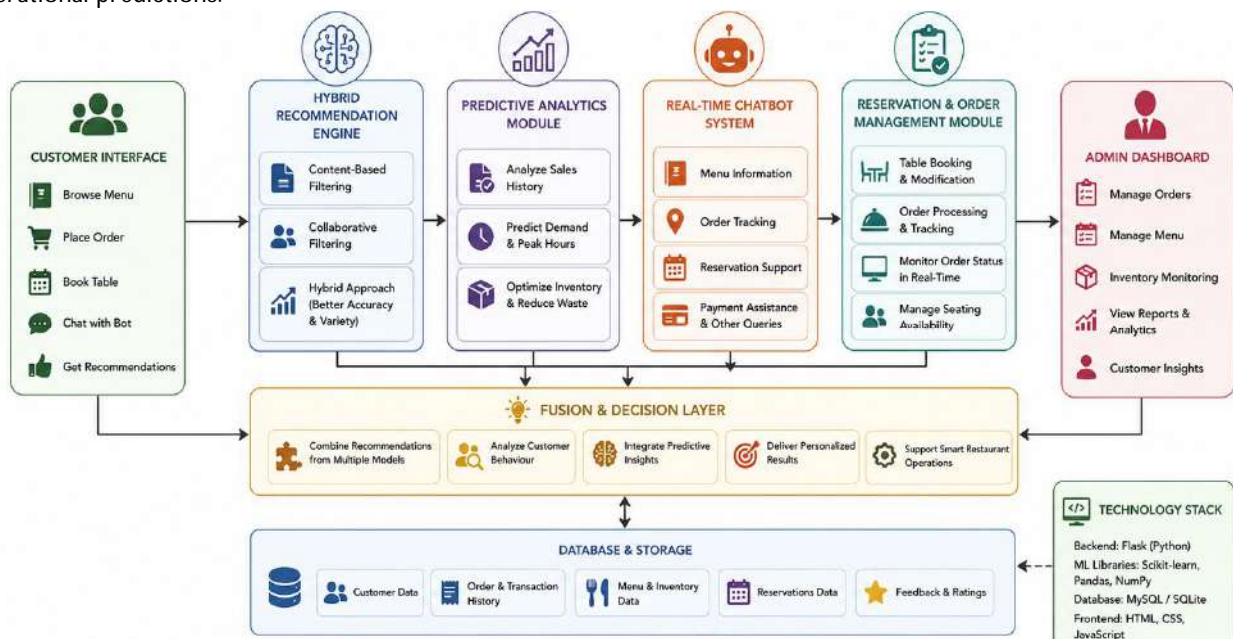 HYBRID
RECOMMENDATION
ENGINE
Content-Based
Filtering
Collaborative
Filtering
Hybrid Approach
(Better Accuracy
& Variety)
PREDICTIVE ANALYTICS
MODULE
Analyze Sales
History
Predict Demand
& Peak Hours
Optimize Inventory
& Reduce Waste
REAL-TIME CHATBOT
SYSTEM
Menu Information
Order Tracking
Reservation Support
Payment Assistance
& Other Queries
RESERVATION & ORDER
MANAGEMENT MODULE
Table Booking
& Modification
Order Processing
& Tracking
Monitor Order Status
in Real-Time
Manage Seating
Availability
CUSTOMER INTERFACE
Browse Menu
Place Order
Book Table
Chat with Bot
Get Recommendations
ADMIN DASHBOARD
Manage Orders
Manage Menu
Inventory Monitoring
View Reports &
Analytics
Customer Insights
FUSION & DECISION LAYER
Combine Recommendations
from Multiple Models
Analyze Customer
Behaviour
Integrate Predictive
Insights
Deliver Personalized
Results
Support Smart Restaurant
Operations
DATABASE & STORAGE
Customer Data
Order & Transaction
History
Menu & Inventory
Data
Reservations Data
Feedback & Ratings
</> TECHNOLOGY STACK
Backend: Flask (Python)
ML Libraries: Scikit-learn,
Pandas, NumPy
Database: MySQL / SQLite
Frontend: HTML, CSS,
JavaScript